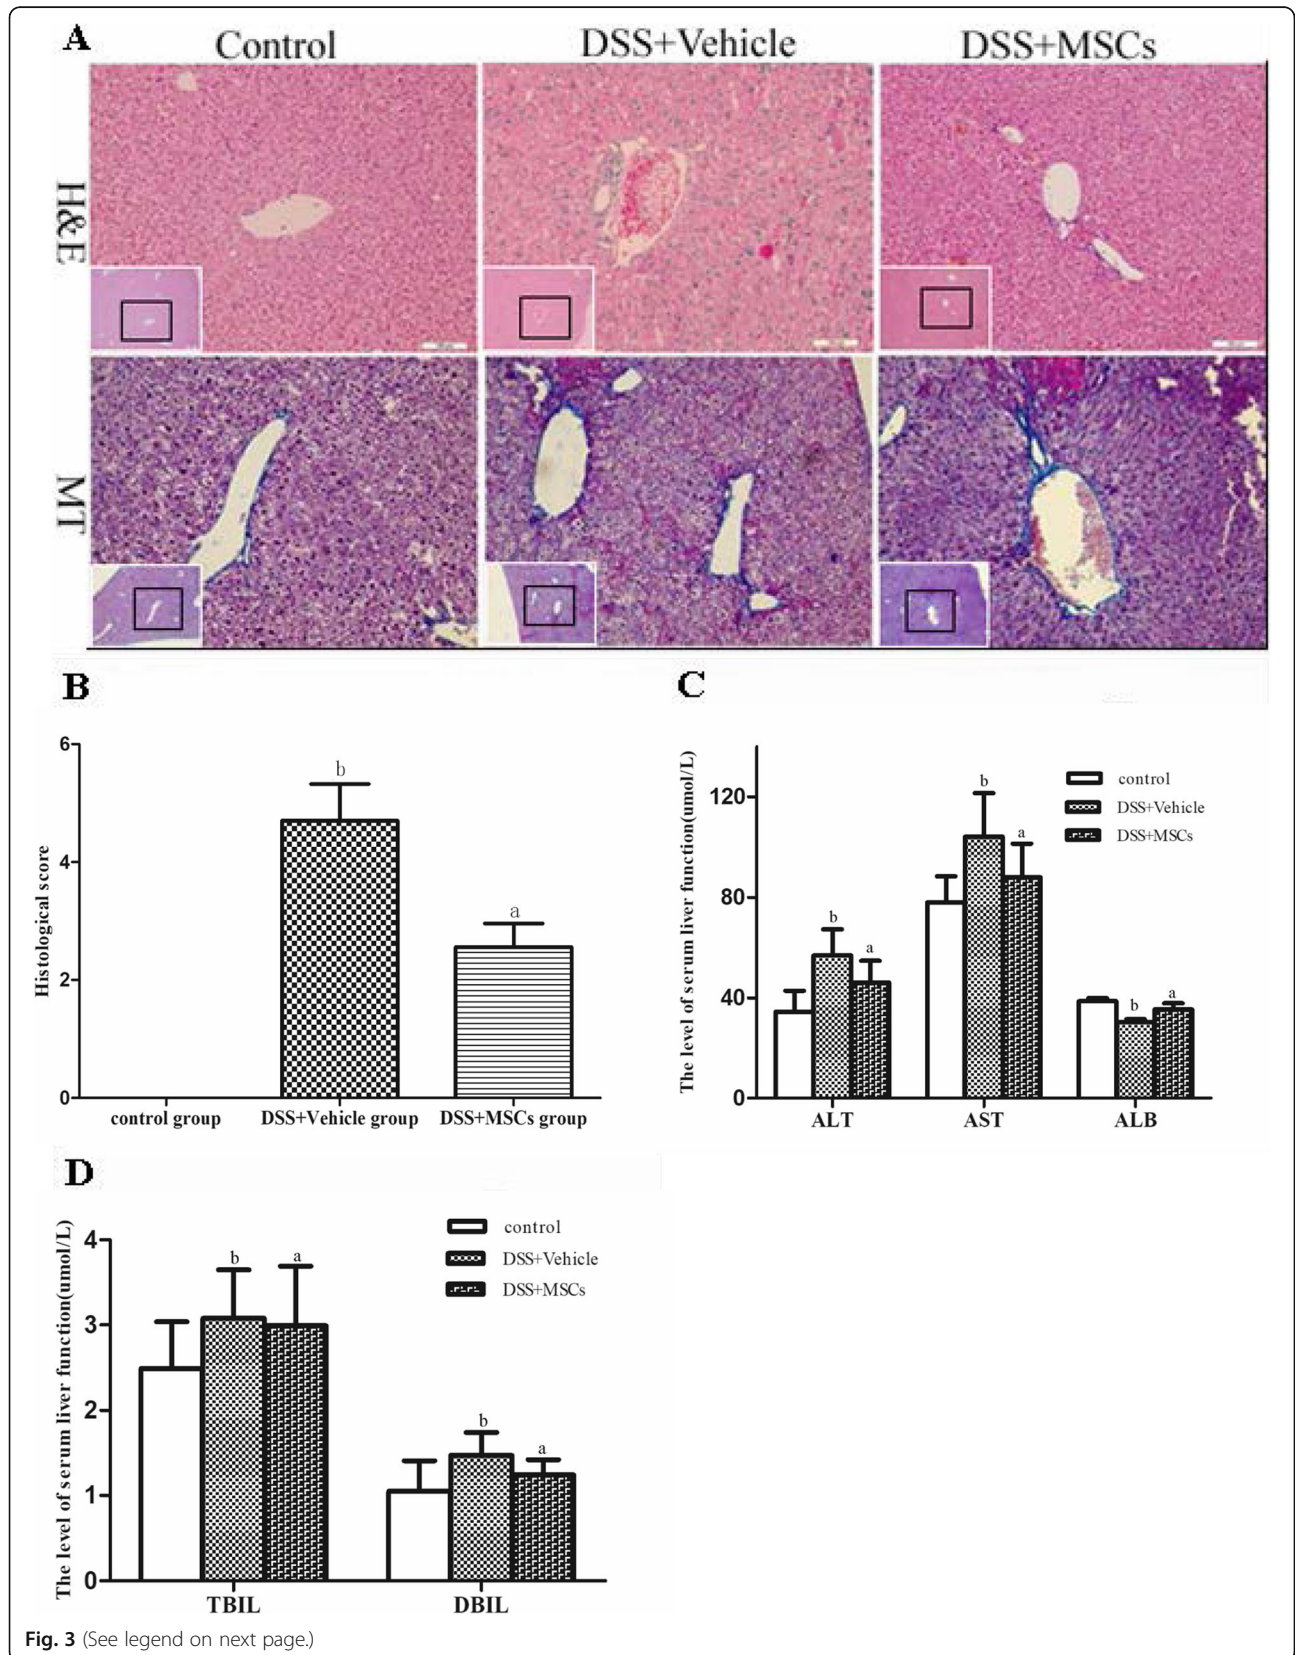 A
Control
DSS+Vehicle
DSS+MSCs
H&E
MT
B
Histological score
6
4
2
0
b
a
control group
DSS+Vehicle group
DSS+MSCs group
C
The level of serum liver function(umol/L)
120
80
40
0
control
DSS+Vehicle
DSS+MSCs
b
a
b
a
b
a
ALT
AST
ALB
D
The level of serum liver function(umol/L)
4
3
2
1
0
control
DSS+Vehicle
DSS+MSCs
b
a
b
a
TBIL
DBIL
Fig. 3 (See legend on next page.)